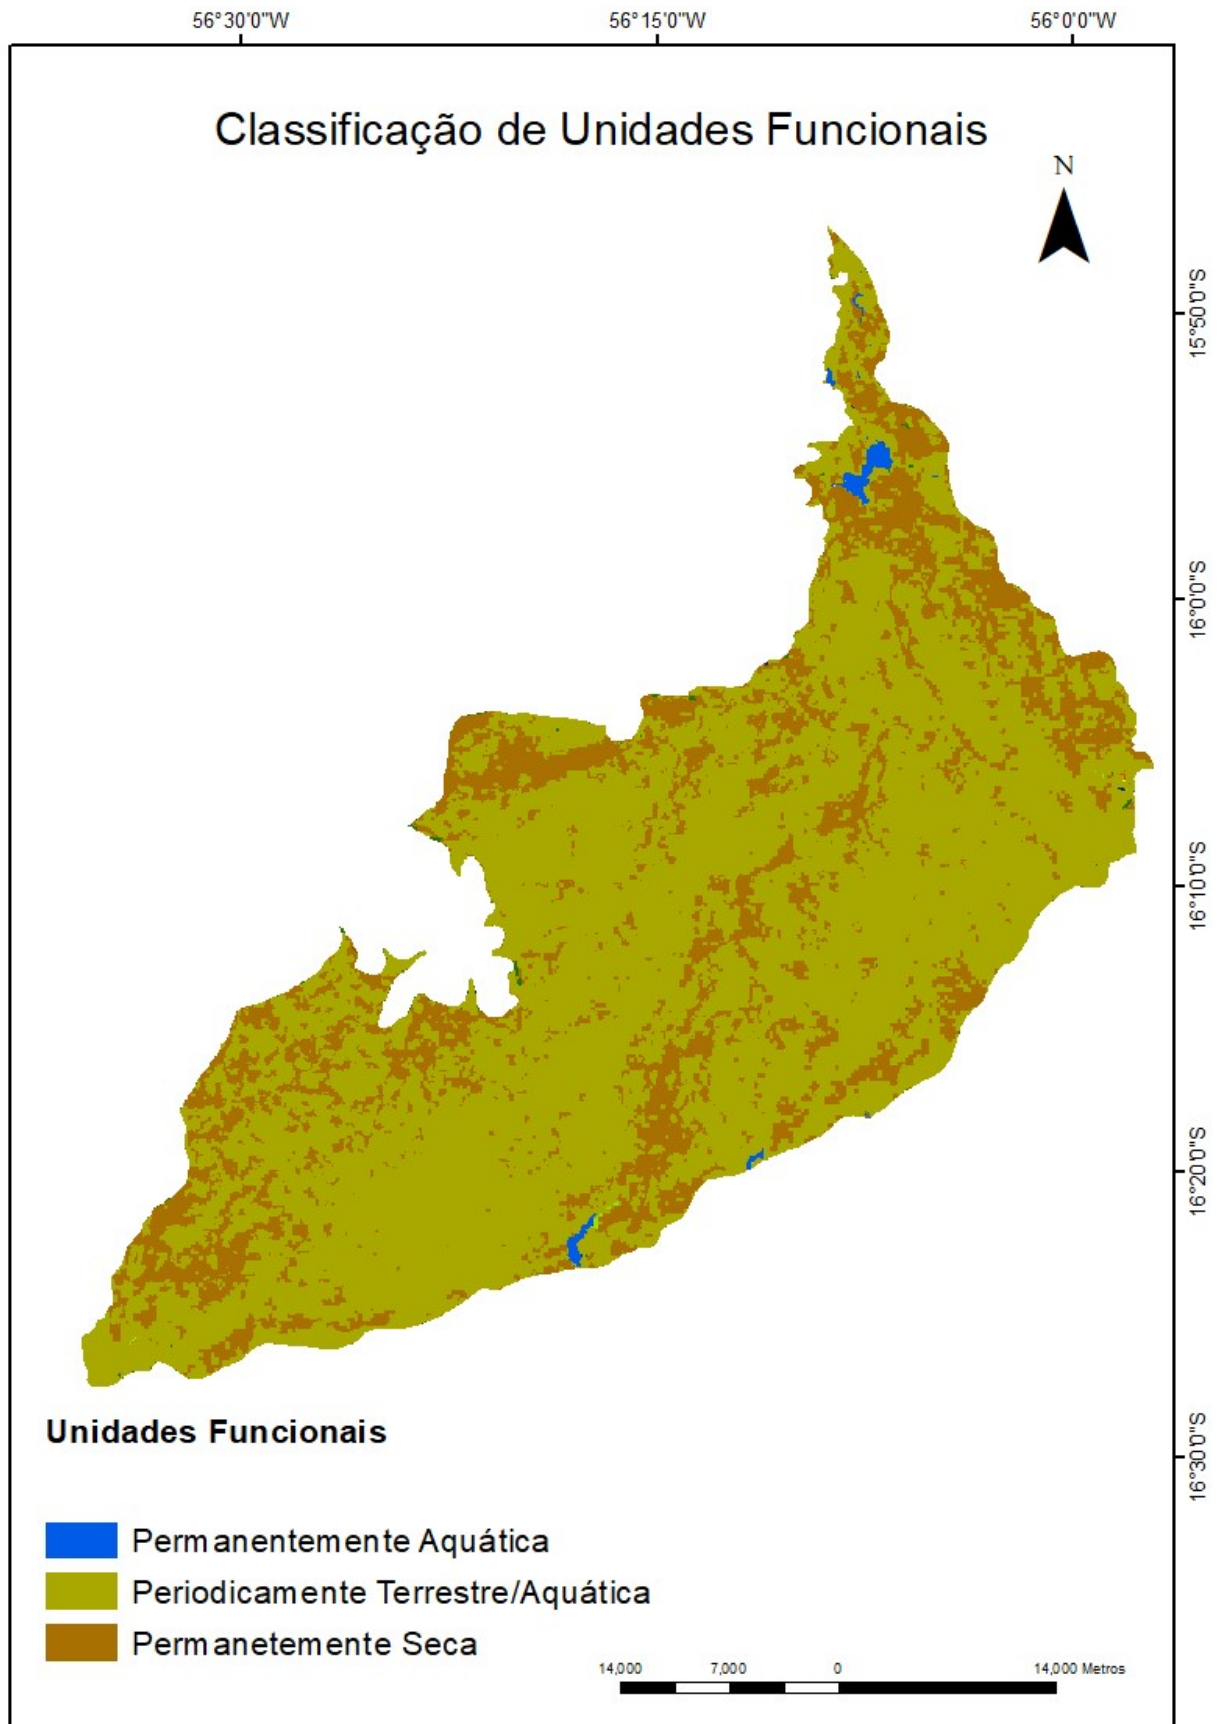 56°30'0"W 56°15'0"W 56°0'0"W
Classificação de Unidades Funcionais
N
15°50'0"S
16°0'0"S
16°10'0"S
16°20'0"S
16°30'0"S
Unidades Funcionais
Permanentemente Aquática
Periodicamente Terrestre/Aquática
Permanetemente Seca
14,000 7,000 0 14,000 Metros